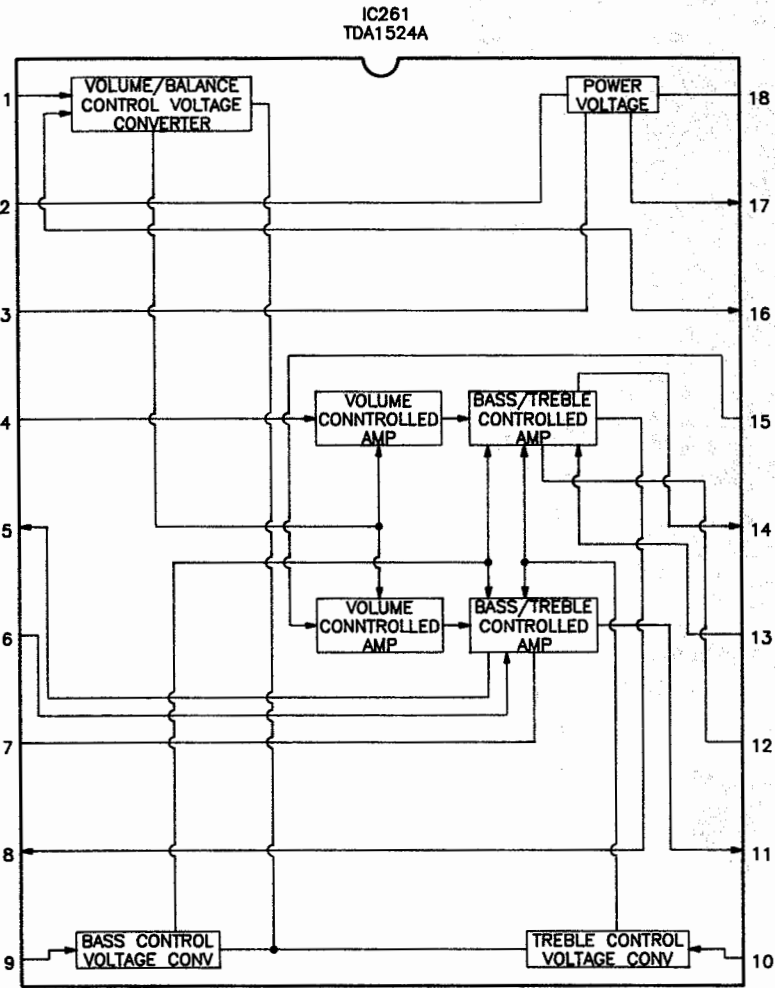 IC261
TDA1524A
VOLUME/BALANCE
CONTROL VOLTAGE
CONVERTER
POWER
VOLTAGE
1
18
2
17
3
16
VOLUME
CONNTROLLED
AMP
BASS/TREBLE
CONTROLLED
AMP
4
15
5
14
VOLUME
CONNTROLLED
AMP
BASS/TREBLE
CONTROLLED
AMP
6
13
7
12
8
11
BASS CONTROL
VOLTAGE CONV
TREBLE CONTROL
VOLTAGE CONV
9
10